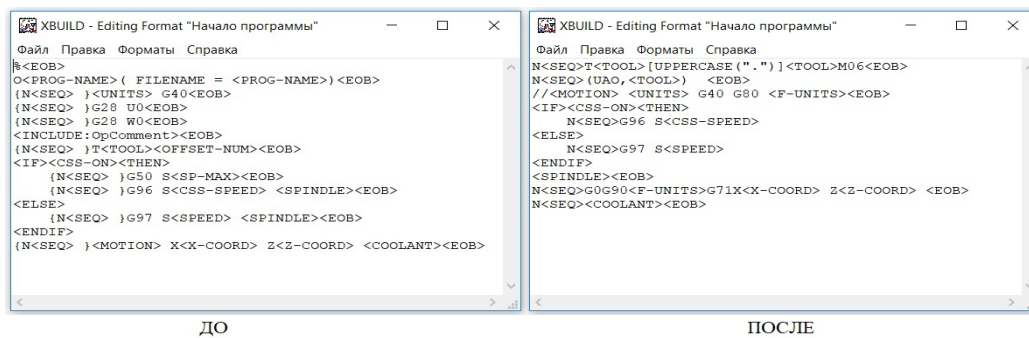 XBUILD - Editing Format "Начало программы"
Файл Правка Форматы Справка
%<EOB>
O<PROG-NAME>( FILENAME = <PROG-NAME>)<EOB>
{N<SEQ> }<UNITS> G40<EOB>
{N<SEQ> }G28 U0<EOB>
{N<SEQ> }G28 W0<EOB>
<INCLUDE:OpComment><EOB>
{N<SEQ> }T<TOOL><OFFSET-NUM><EOB>
<IF><CSS-ON><THEN>
{N<SEQ> }G50 S<SP-MAX><EOB>
{N<SEQ> }G96 S<CSS-SPEED> <SPINDLE><EOB>
<ELSE>
{N<SEQ> }G97 S<SPEED> <SPINDLE><EOB>
<ENDIF>
{N<SEQ> }<MOTION> X<X-COORD> Z<Z-COORD> <COOLANT><EOB>
ДО
XBUILD - Editing Format "Начало программы"
Файл Правка Форматы Справка
N<SEQ>T<TOOL>[UPPERCASE(".")]<TOOL>M06<EOB>
N<SEQ>(UAO,<TOOL>) <EOB>
//<MOTION> <UNITS> G40 G80 <F-UNITS><EOB>
<IF><CSS-ON><THEN>
N<SEQ>G96 S<CSS-SPEED>
<ELSE>
N<SEQ>G97 S<SPEED>
<ENDIF>
<SPINDLE><EOB>
N<SEQ>G0G90<F-UNITS>G71X<X-COORD> Z<Z-COORD> <EOB>
N<SEQ><COOLANT><EOB>
ПОСЛЕ